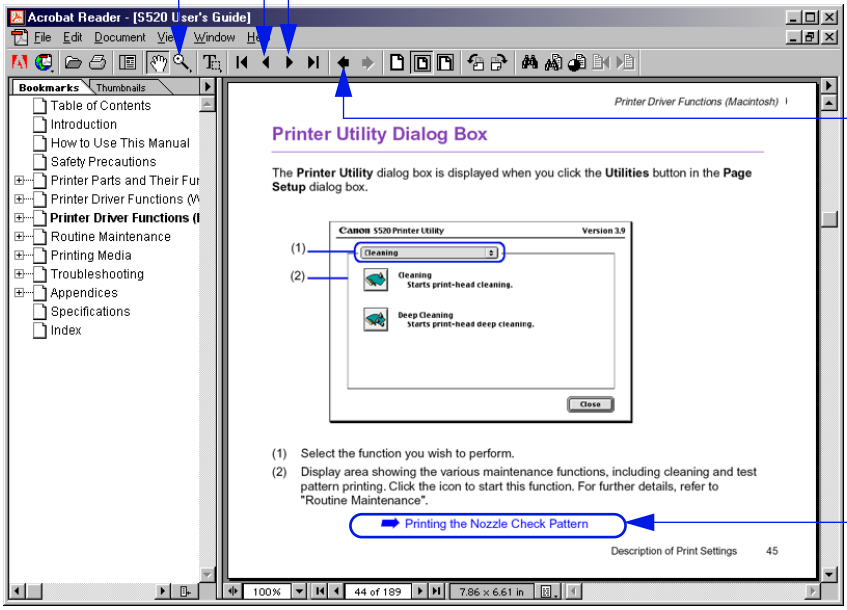 Acrobat Reader - [S520 User's Guide]
File Edit Document View Window Help
Bookmarks Thumbnails
Table of Contents
Introduction
How to Use This Manual
Safety Precautions
Printer Parts and Their Fur
Printer Driver Functions (W
Printer Driver Functions (I
Routine Maintenance
Printing Media
Troubleshooting
Appendices
Specifications
Index
Printer Driver Functions (Macintosh)
Printer Utility Dialog Box
The Printer Utility dialog box is displayed when you click the Utilities button in the Page
Setup dialog box.
Canon S520 Printer Utility Version 3.9
(1) Cleaning
(2) Cleaning
Starts print-head cleaning.
Deep Cleaning
Starts print-head deep cleaning.
Close
(1) Select the function you wish to perform.
(2) Display area showing the various maintenance functions, including cleaning and test
pattern printing. Click the icon to start this function. For further details, refer to
"Routine Maintenance".
Printing the Nozzle Check Pattern
Description of Print Settings 45
100% 44 of 189 7.86 x 6.61 in